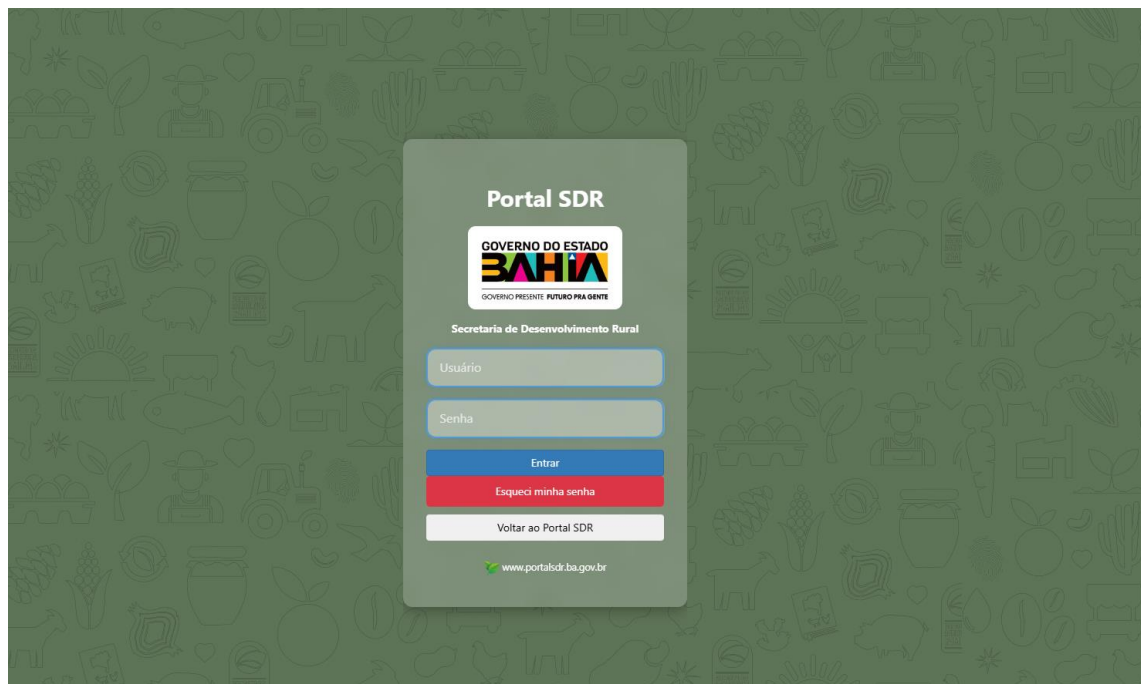 Portal SDR
GOVERNO DO ESTADO
BAHIA
GOVERNO PRESENTE FUTURO PRA GENTE
Secretaria de Desenvolvimento Rural
Usuário
Senha
Entrar
Esqueci minha senha
Voltar ao Portal SDR
www.portalsdr.ba.gov.br